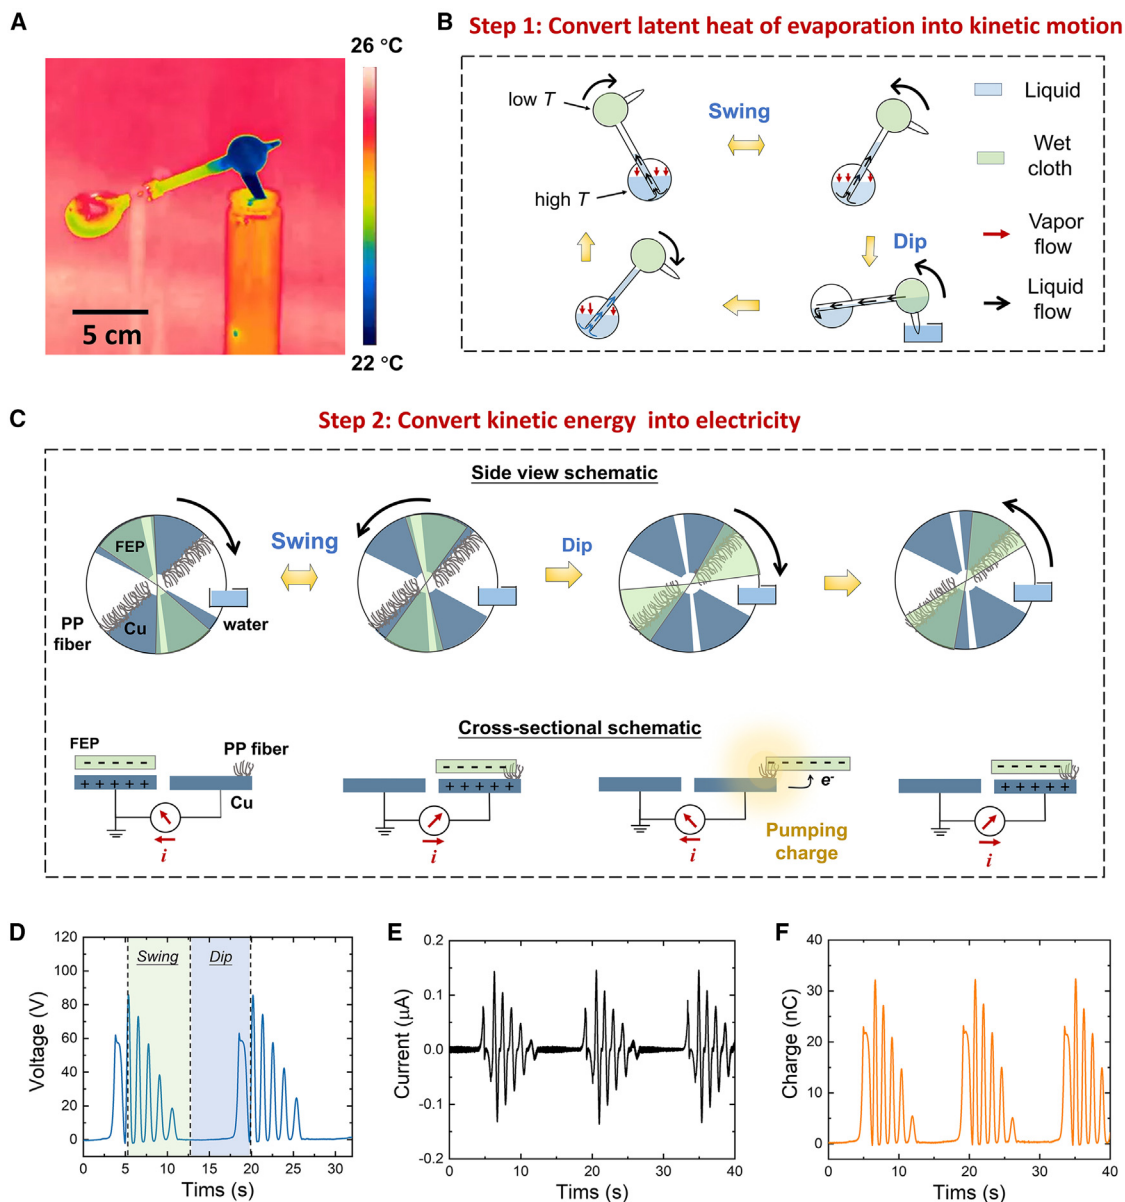 A
26 °C
5 cm
22 °C
B
Step 1: Convert latent heat of evaporation into kinetic motion
low T
high T
Swing
Dip
Liquid
Wet
cloth
Vapor
flow
Liquid
flow
C
Step 2: Convert kinetic energy into electricity
Side view schematic
FEP
PP
fiber
Cu
water
Swing
Dip
Cross-sectional schematic
FEP
- - - - -
+ + + + +
PP fiber
Cu
i
- - - - -
+ + + + +
i
- - - - -
e-
Pumping
charge
i
- - - - -
+ + + + +
i
D
Voltage (V)
120
100
80
60
40
20
0
Swing
Dip
0 5 10 15 20 25 30
Tims (s)
E
Current (μA)
0.2
0.1
0.0
-0.1
-0.2
0 10 20 30 40
Tims (s)
F
Charge (nC)
40
30
20
10
0
0 10 20 30 40
Tims (s)